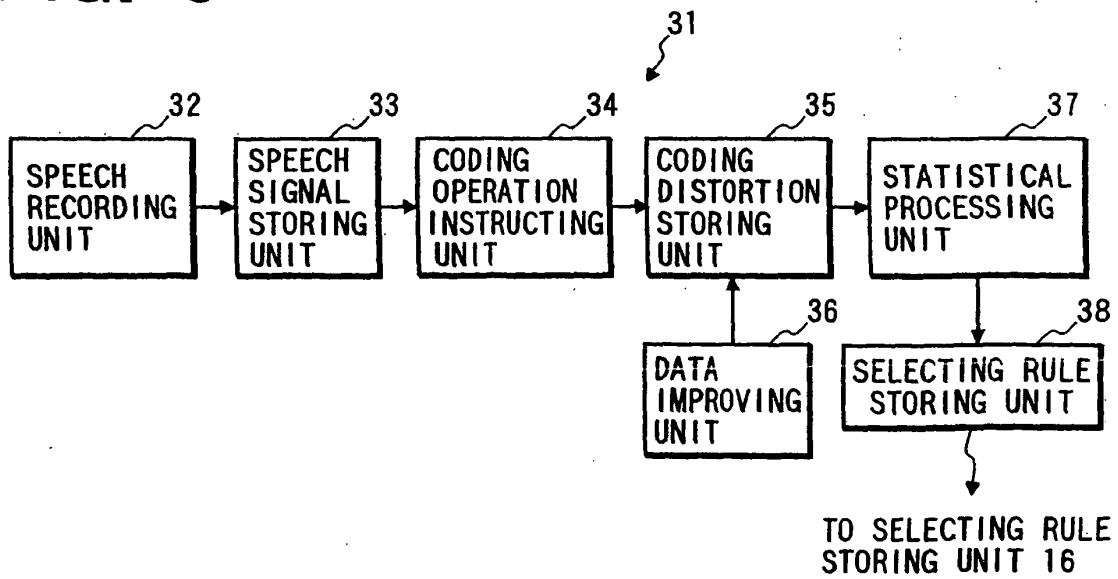 31
32
33
34
35
37
SPEECH
RECORDING
UNIT
SPEECH
SIGNAL
STORING
UNIT
CODING
OPERATION
INSTRUCTING
UNIT
CODING
DISTORTION
STORING
UNIT
STATISTICAL
PROCESSING
UNIT
36
38
DATA
IMPROVING
UNIT
SELECTING RULE
STORING UNIT
TO SELECTING RULE
STORING UNIT 16